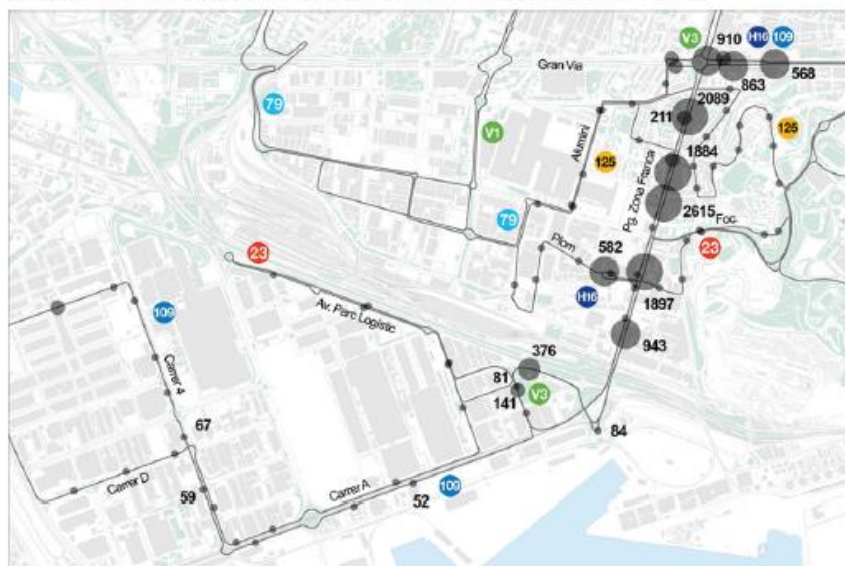 V3
910
H16
109
Gran Via
568
863
79
2089
211
V1
Alumini
125
125
1884
Pg. Zona Franca
2615
Foc
79
Plom
582
23
23
H16
109
1897
Av. Parc Logistic
943
376
Carrer 4
81
V3
141
84
67
Carrer D
59
Carrer A
52
109